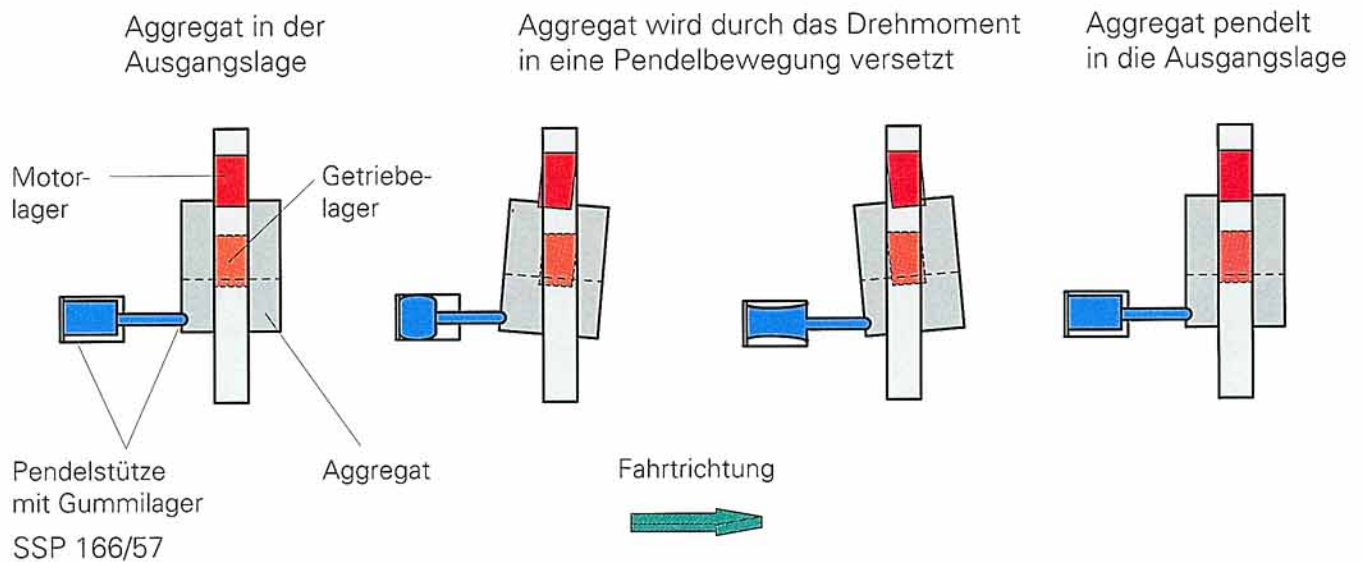 Aggregat in der
Ausgangslage
Aggregat wird durch das Drehmoment
in eine Pendelbewegung versetzt
Aggregat pendelt
in die Ausgangslage
Motor-
lager
Getriebe-
lager
Pendelstütze
mit Gummilager
Aggregat
Fahrtrichtung
SSP 166/57